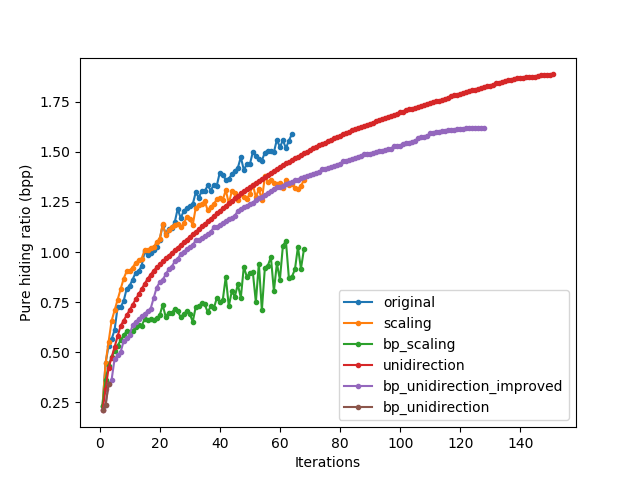 Pure hiding ratio (bpp)
1.75
1.50
1.25
1.00
0.75
0.50
0.25
original
scaling
bp_scaling
unidirection
bp_unidirection_improved
bp_unidirection
0 20 40 60 80 100 120 140
Iterations